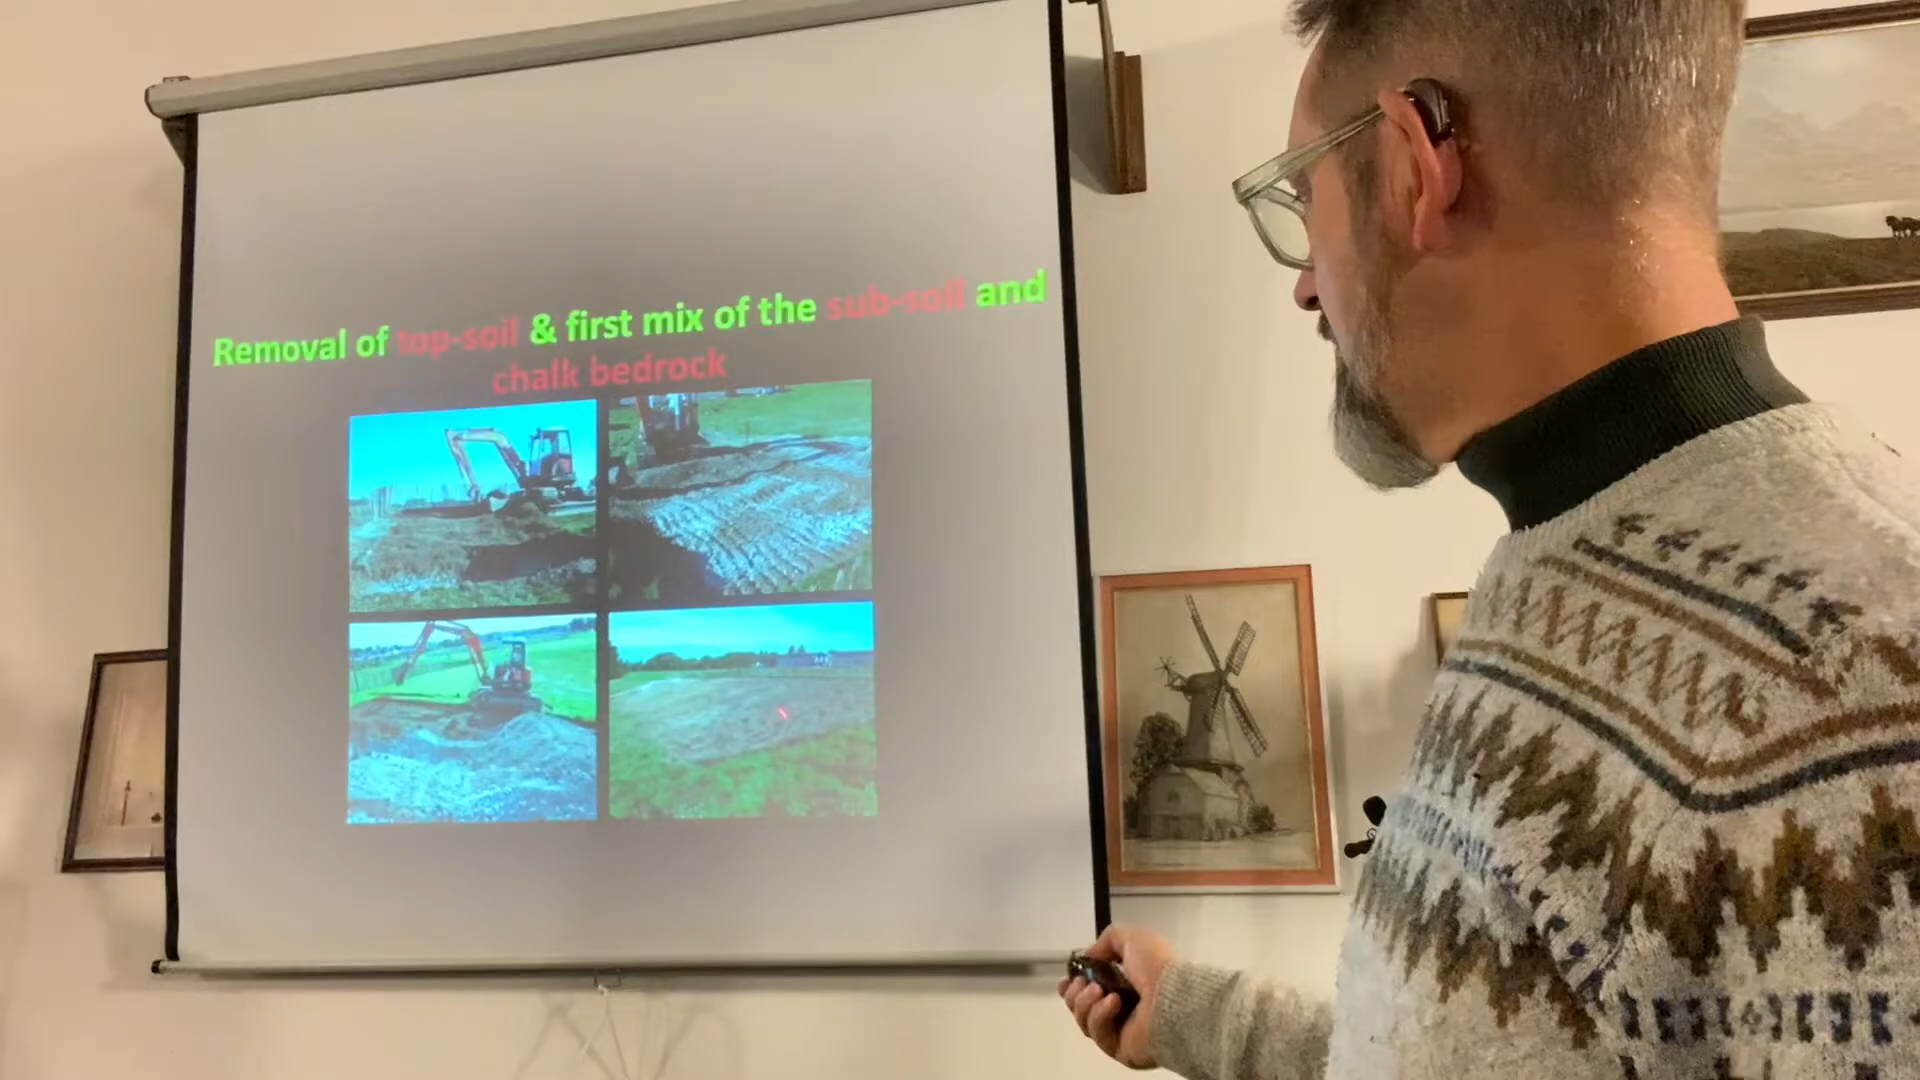 Removal of top-soil & first mix of the sub-soil and
chalk bedrock